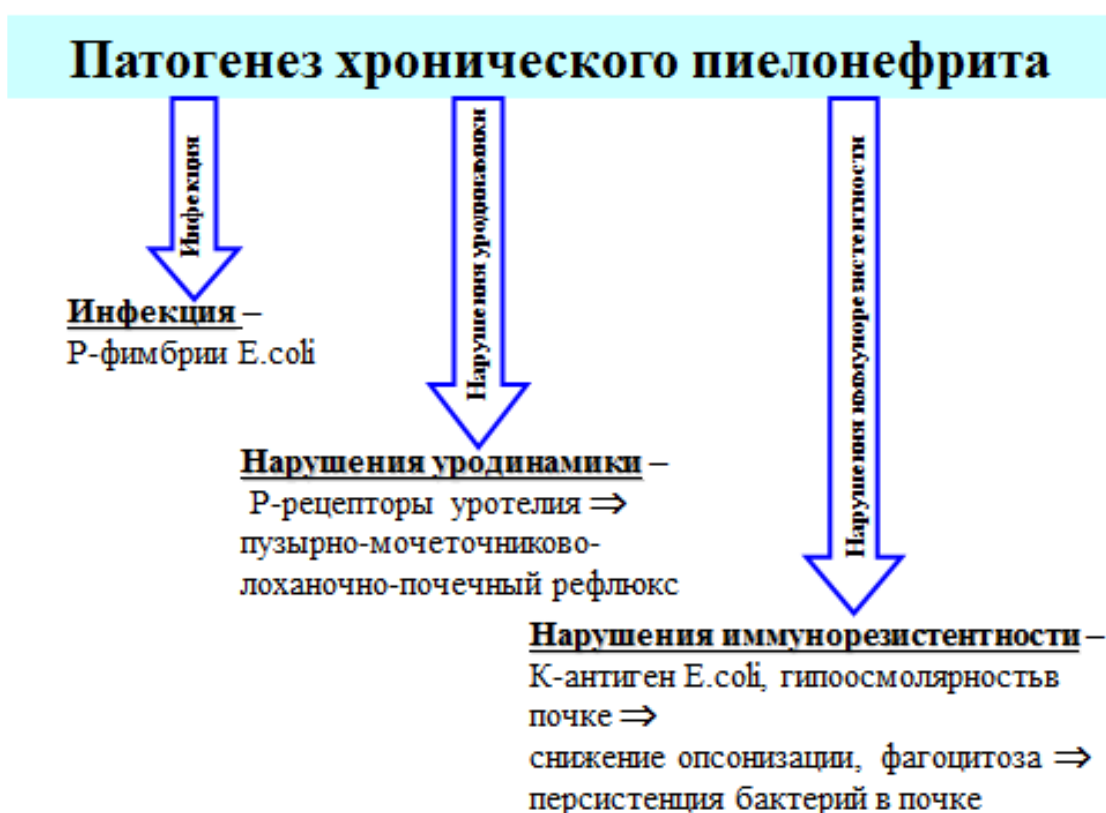 Патогенез хронического пиелонефрита
Инфекция
Нарушения уродинамики
Нарушения иммунорезистентности
Инфекция –
Р-фимбрии E.coli
Нарушения уродинамики –
Р-рецепторы уротелия ⇒
пузырно-мочеточниково-
лоханочно-почечный рефлюкс
Нарушения иммунорезистентности –
К-антиген E.coli, гипоосмолярностьв
почке ⇒
снижение опсонизации, фагоцитоза ⇒
персистенция бактерий в почке